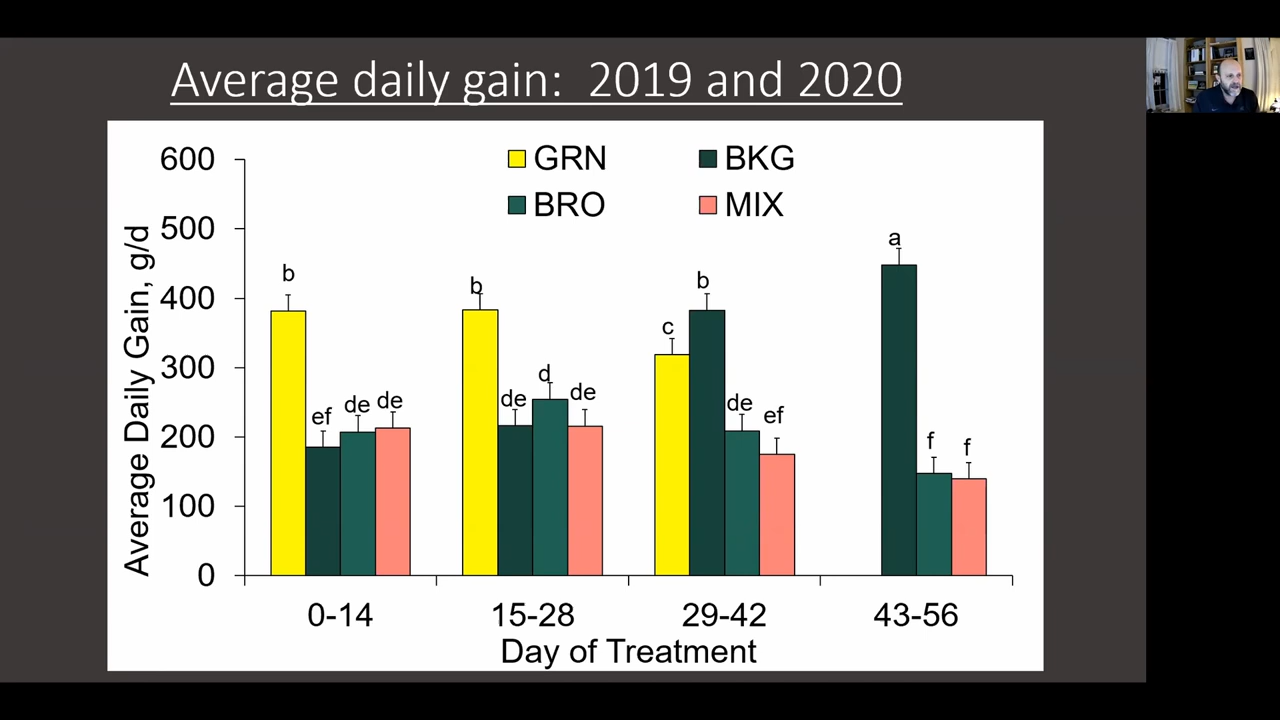 Average daily gain: 2019 and 2020
GRN BKG
BRO MIX
Average Daily Gain, g/d
600
500
400
300
200
100
0
b
ef
de
de
b
de
d
de
c
b
de
ef
a
f
f
0-14 15-28 29-42 43-56
Day of Treatment